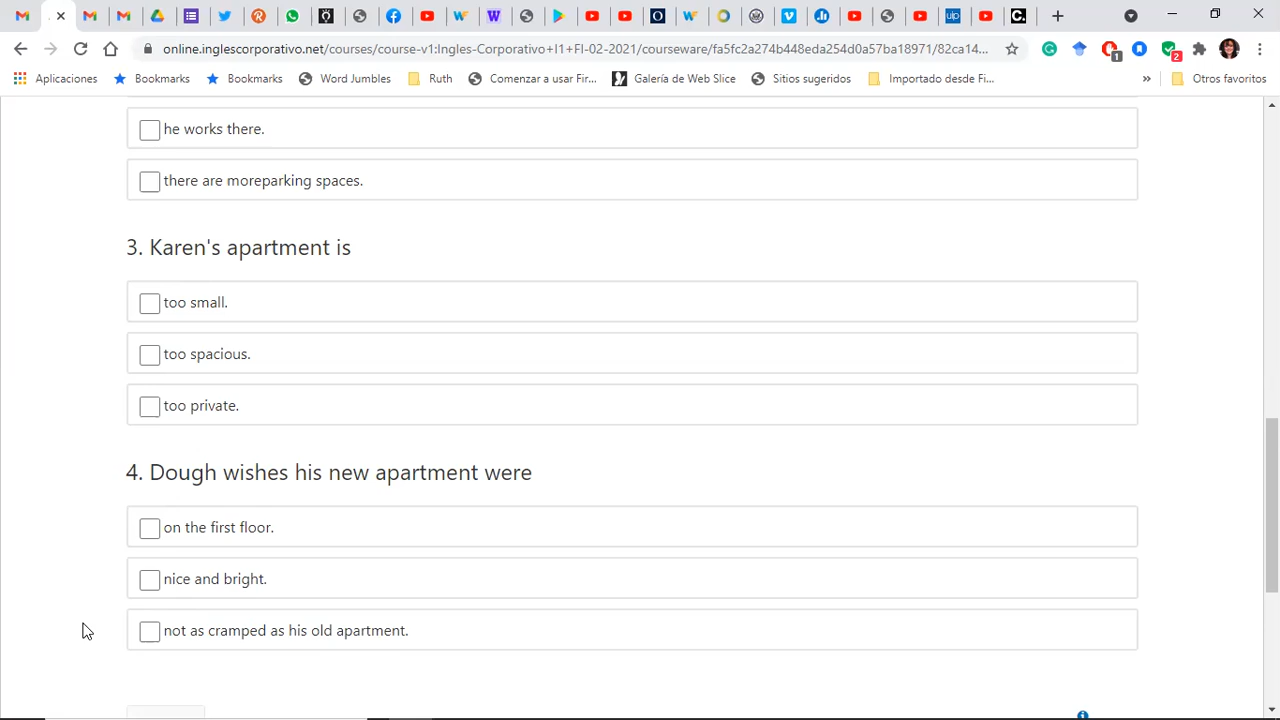 online.inglescorporativo.net/courses/course-v1:Ingles-Corporativo+I1+FI-02-2021/courseware/fa5fc2a274b448eda254d0a57ba18971/82ca14...
Aplicaciones Bookmarks Bookmarks Word Jumbles Ruth Comenzar a usar Fir... Galería de Web Slice Sitios sugeridos Importado desde Fi... » Otros favoritos
he works there.
there are moreparking spaces.
3. Karen's apartment is
too small.
too spacious.
too private.
4. Dough wishes his new apartment were
on the first floor.
nice and bright.
not as cramped as his old apartment.